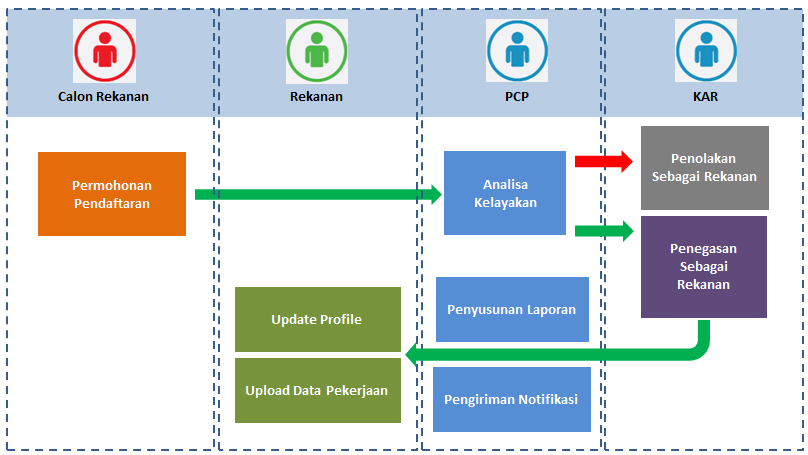 Calon Rekanan
Rekanan
PCP
KAR
Permohonan
Pendaftaran
Analisa
Kelayakan
Penolakan
Sebagai Rekanan
Penegasan
Sebagai
Rekanan
Update Profile
Penyusunan Laporan
Upload Data Pekerjaan
Pengiriman Notifikasi